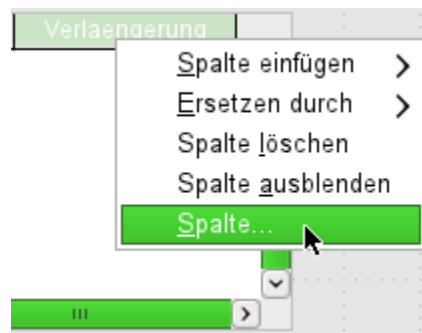 Verlaengerung
Spalte einfügen
Ersetzen durch
Spalte löschen
Spalte ausblenden
Spalte...